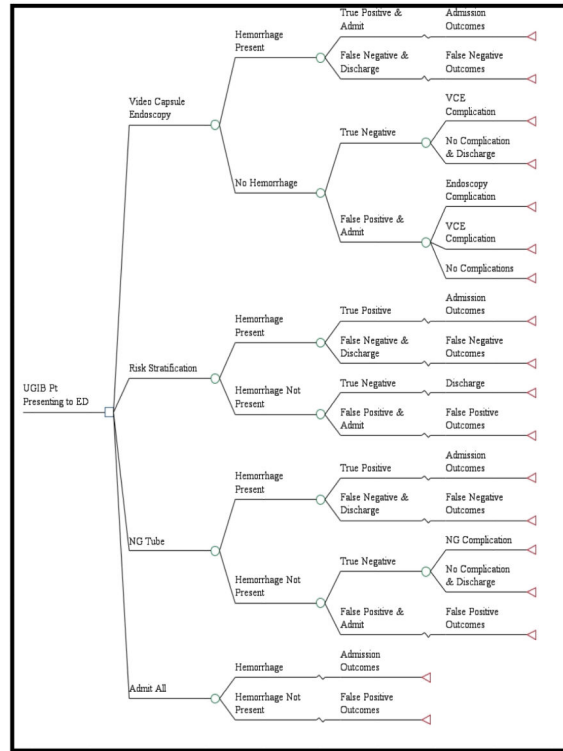 True Positive &
Admit
Admission
Outcomes
Hemorrhage
Present
False Negative &
Discharge
False Negative
Outcomes
Video Capsule
Endoscopy
VCE
Complication
True Negative
No Complication
& Discharge
No Hemorrhage
Endoscopy
Complication
False Positive &
Admit
VCE
Complication
No Complications
Hemorrhage
Present
True Positive
Admission
Outcomes
False Negative &
Discharge
False Negative
Outcomes
Risk Stratification
UGIB Pt
Presenting to ED
Hemorrhage Not
Present
True Negative
Discharge
False Positive &
Admit
False Positive
Outcomes
Hemorrhage
Present
True Positive
Admission
Outcomes
False Negative &
Discharge
False Negative
Outcomes
NG Tube
NG Complication
True Negative
No Complication
& Discharge
Hemorrhage Not
Present
False Positive &
Admit
False Positive
Outcomes
Admit All
Hemorrhage
Admission
Outcomes
Hemorrhage Not
Present
False Positive
Outcomes